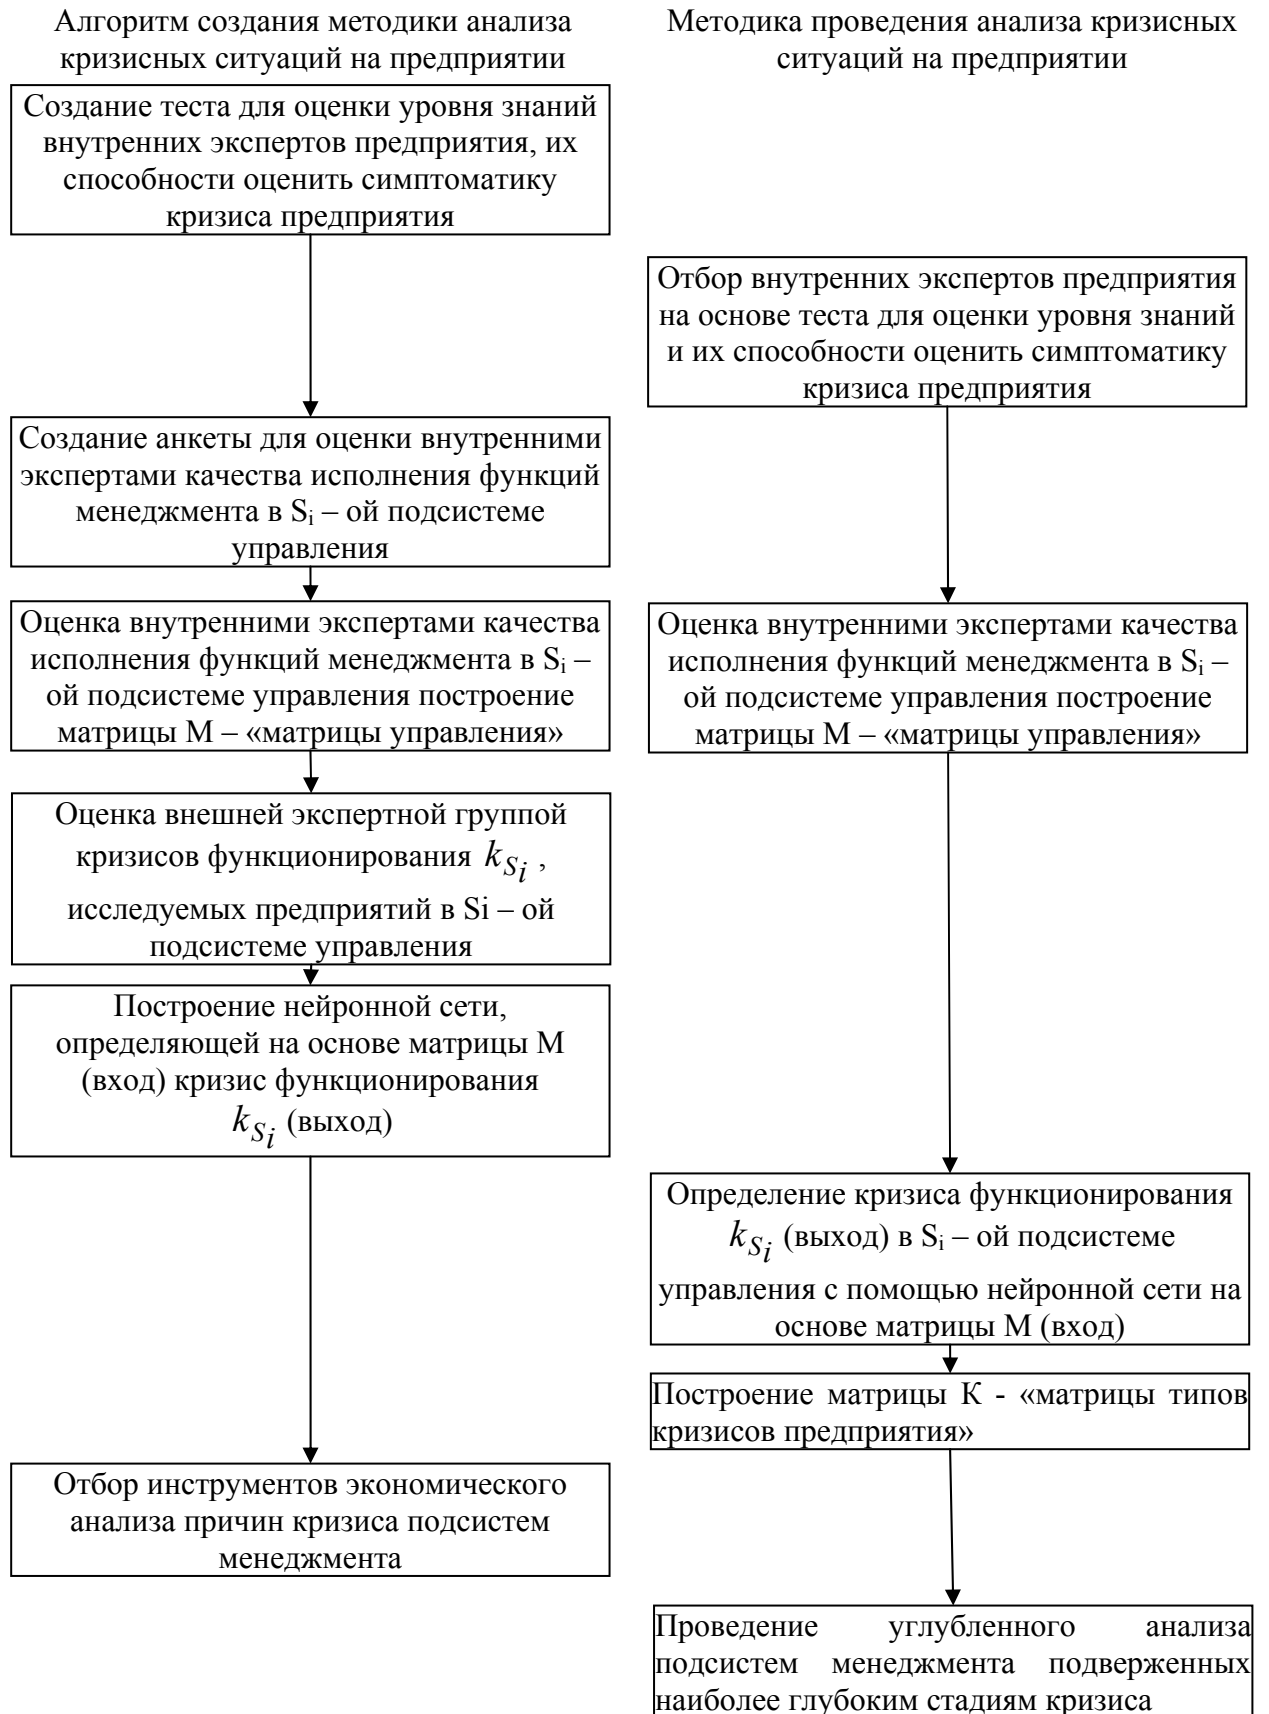 Алгоритм создания методики анализа
кризисных ситуаций на предприятии
Создание теста для оценки уровня знаний
внутренних экспертов предприятия, их
способности оценить симптоматику
кризиса предприятия
Создание анкеты для оценки внутренними
экспертами качества исполнения функций
менеджмента в Si – ой подсистеме
управления
Оценка внутренними экспертами качества
исполнения функций менеджмента в Si –
ой подсистеме управления построение
матрицы М – «матрицы управления»
Оценка внешней экспертной группой
кризисов функционирования kSi ,
исследуемых предприятий в Si – ой
подсистеме управления
Построение нейронной сети,
определяющей на основе матрицы М
(вход) кризис функционирования
kSi (выход)
Отбор инструментов экономического
анализа причин кризиса подсистем
менеджмента
Методика проведения анализа кризисных
ситуаций на предприятии
Отбор внутренних экспертов предприятия
на основе теста для оценки уровня знаний
и их способности оценить симптоматику
кризиса предприятия
Оценка внутренними экспертами качества
исполнения функций менеджмента в Si –
ой подсистеме управления построение
матрицы М – «матрицы управления»
Определение кризиса функционирования
kSi (выход) в Si – ой подсистеме
управления с помощью нейронной сети на
основе матрицы М (вход)
Построение матрицы К - «матрицы типов
кризисов предприятия»
Проведение углубленного анализа
подсистем менеджмента подверженных
наиболее глубоким стадиям кризиса